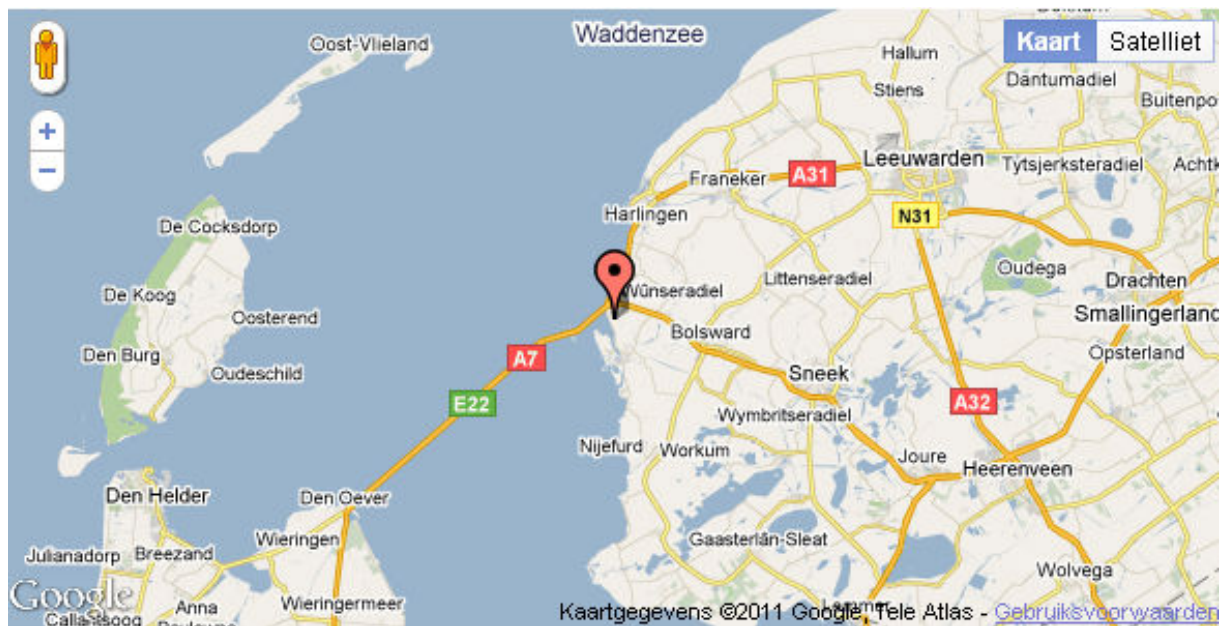 Oost-Vlieland
Waddenzee
Kaart
Satelliet
Hallum
Dantumadiel
Stiens
Buitenpo
+
−
Leeuwarden
Tytsjerksteradiel
Achtk
A31
Franeker
Harlingen
N31
De Cocksdorp
De Koog
Oosterend
Wûnseradiel
Littenseradiel
Oudega
Drachten
Smallingerland
Den Burg
Oudeschild
A7
Bolsward
Opsterland
E22
Sneek
A32
Wymbritseradiel
Nijefurd
Workum
Joure
Heerenveen
Den Helder
Den Oever
Wieringen
Gaasterlân-Sleat
Julianadorp
Breezand
Wolvega
Google
Anna
Wieringermeer
Callantsoog
Kaartgegevens ©2011 Google, Tele Atlas - Gebruiksvoorwaarden